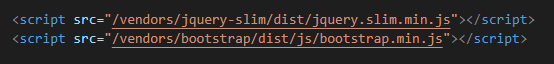 <script src="/vendors/jquery-slim/dist/jquery.slim.min.js"></script>
<script src="/vendors/bootstrap/dist/js/bootstrap.min.js"></script>